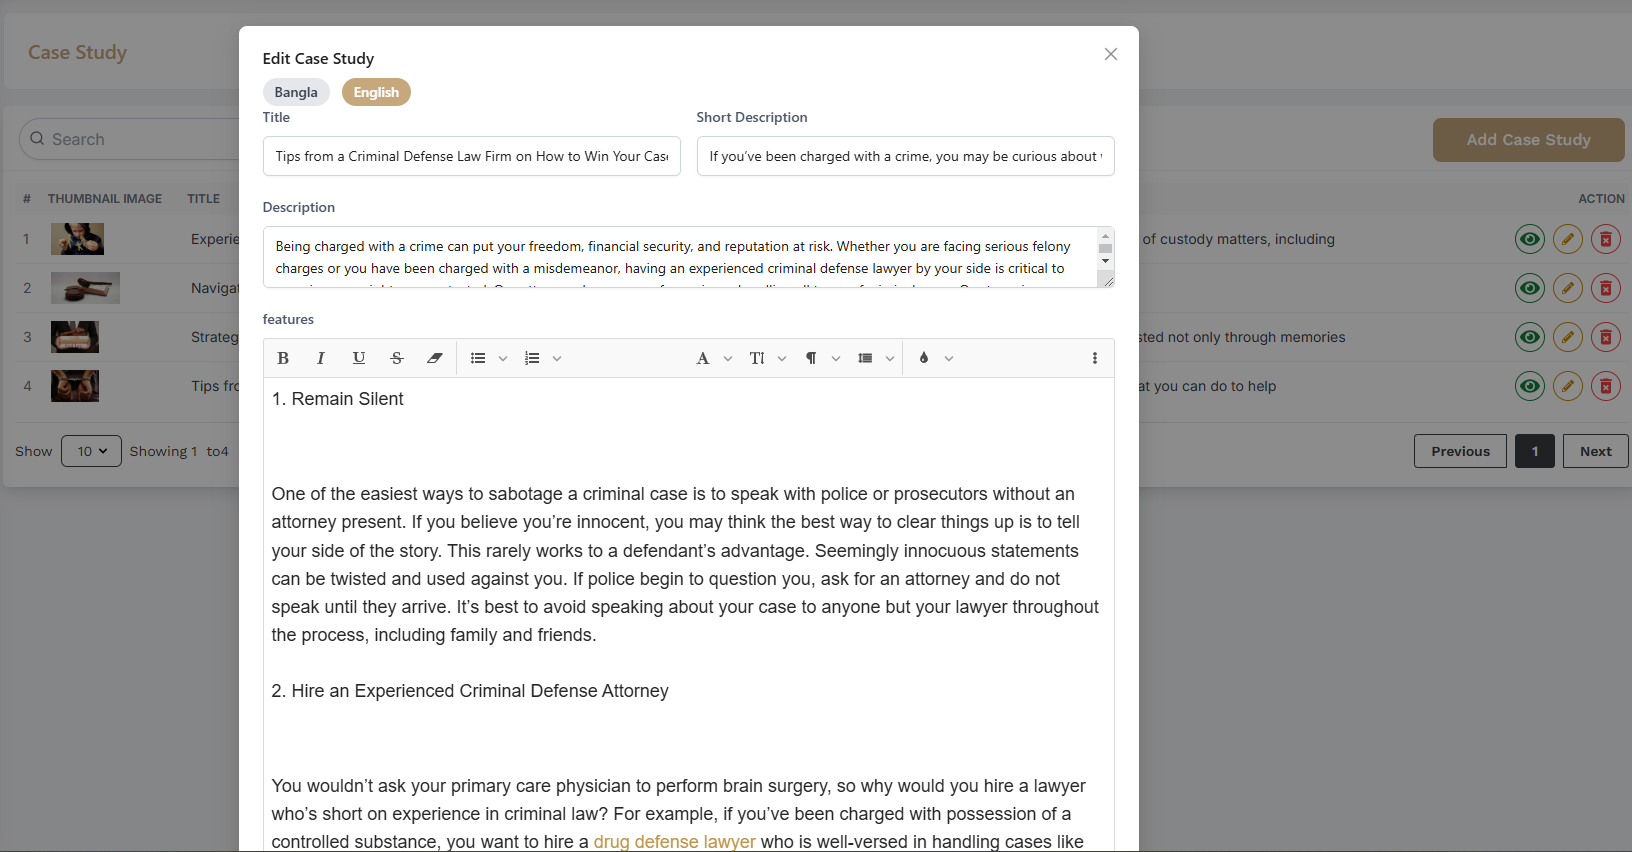 Case Study
Edit Case Study
Bangla
English
Title
Short Description
Tips from a Criminal Defense Law Firm on How to Win Your Cas
If you’ve been charged with a crime, you may be curious about
Search
Add Case Study
# THUMBNAIL IMAGE TITLE
ACTION
Description
Being charged with a crime can put your freedom, financial security, and reputation at risk. Whether you are facing serious felony
charges or you have been charged with a misdemeanor, having an experienced criminal defense lawyer by your side is critical to
1
Experie
of custody matters, including
2
Navigat
3
Strateg
sted not only through memories
4
Tips fro
at you can do to help
features
Show 10 Showing 1 to4
Previous 1 Next
1. Remain Silent
One of the easiest ways to sabotage a criminal case is to speak with police or prosecutors without an
attorney present. If you believe you’re innocent, you may think the best way to clear things up is to tell
your side of the story. This rarely works to a defendant’s advantage. Seemingly innocuous statements
can be twisted and used against you. If police begin to question you, ask for an attorney and do not
speak until they arrive. It’s best to avoid speaking about your case to anyone but your lawyer throughout
the process, including family and friends.
2. Hire an Experienced Criminal Defense Attorney
You wouldn’t ask your primary care physician to perform brain surgery, so why would you hire a lawyer
who’s short on experience in criminal law? For example, if you’ve been charged with possession of a
controlled substance, you want to hire a drug defense lawyer who is well-versed in handling cases like